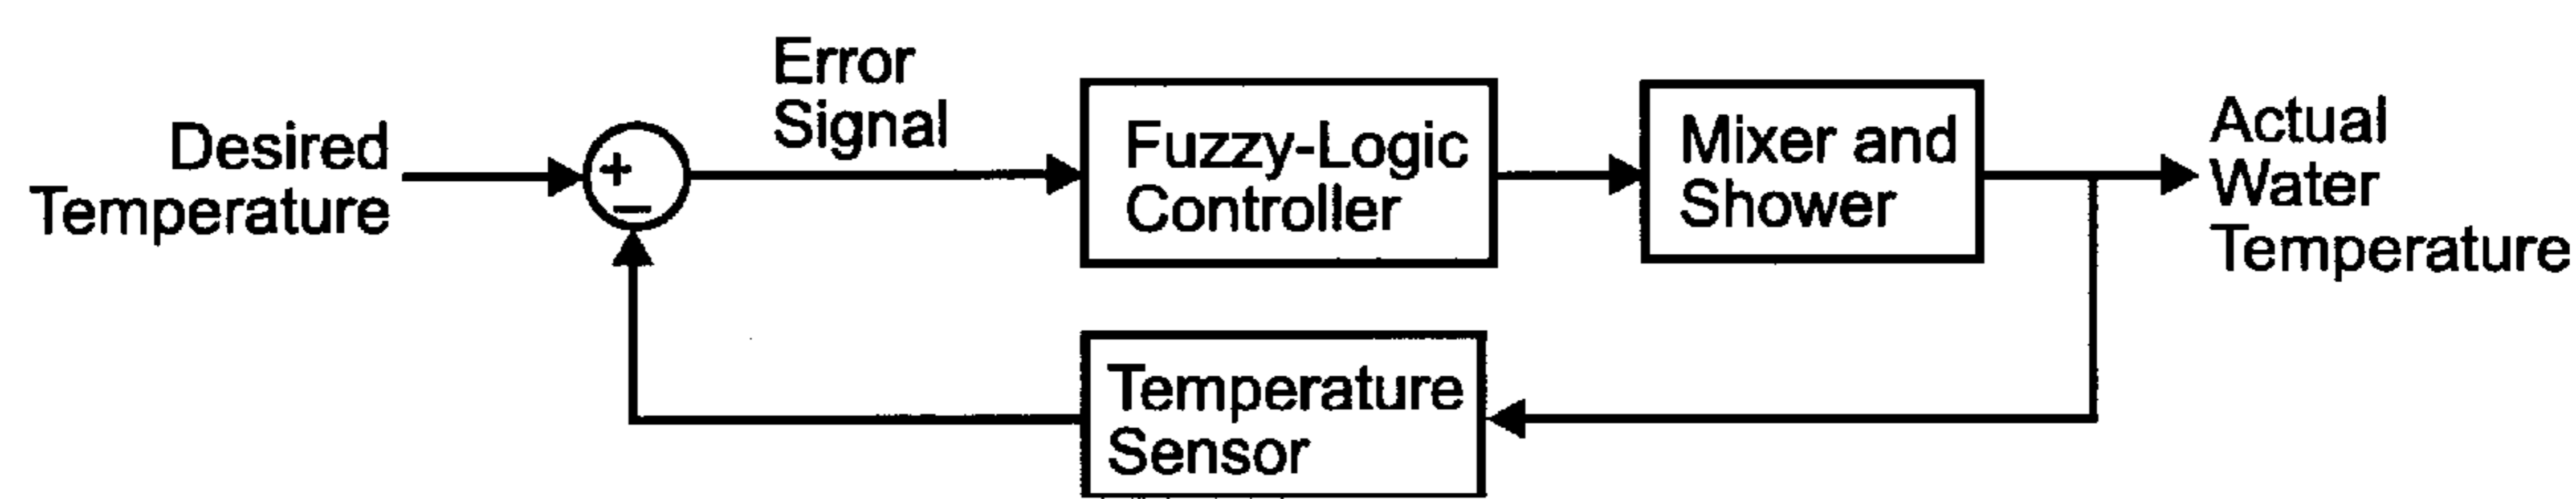 Desired
Temperature
+
−
Error
Signal
Fuzzy-Logic
Controller
Mixer and
Shower
Actual
Water
Temperature
Temperature
Sensor